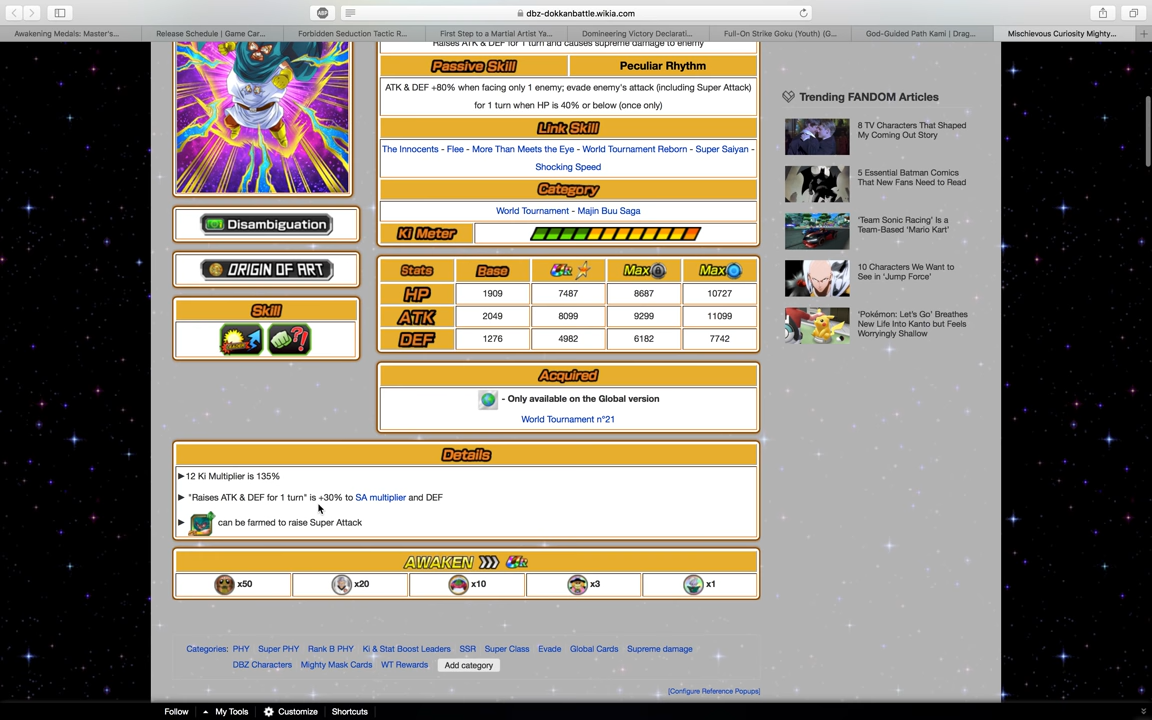 dbz-dokkanbattle.wikia.com
ABP
Awakening Medals: Master's...
Release Schedule | Game Car...
Forbidden Seduction Tactic R...
First Step to a Martial Artist Ya...
Domineering Victory Declarati...
Full-On Strike Goku (Youth) (G...
God-Guided Path Kami | Drag...
Mischievous Curiosity Mighty...
Raises ATK & DEF for 1 turn and causes supreme damage to enemy
Passive Skill
Peculiar Rhythm
ATK & DEF +80% when facing only 1 enemy; evade enemy's attack (including Super Attack)
for 1 turn when HP is 40% or below (once only)
Link Skill
The Innocents - Flee - More Than Meets the Eye - World Tournament Reborn - Super Saiyan -
Shocking Speed
Category
World Tournament - Majin Buu Saga
Ki Meter
Disambiguation
ORIGIN OF ART
Skill
Stats Base Max Max
HP 1909 7487 8687 10727
ATK 2049 8099 9299 11099
DEF 1276 4982 6182 7742
Acquired
- Only available on the Global version
World Tournament n°21
Details
►12 Ki Multiplier is 135%
► "Raises ATK & DEF for 1 turn" is +30% to SA multiplier and DEF
► can be farmed to raise Super Attack
AWAKEN
x50 x20 x10 x3 x1
Categories: PHY Super PHY Rank B PHY Ki & Stat Boost Leaders SSR Super Class Evade Global Cards Supreme damage
DBZ Characters Mighty Mask Cards WT Rewards Add category
[Configure Reference Popups]
Trending FANDOM Articles
8 TV Characters That Shaped
My Coming Out Story
5 Essential Batman Comics
That New Fans Need to Read
'Team Sonic Racing' Is a
Team-Based 'Mario Kart'
10 Characters We Want to
See in 'Jump Force'
'Pokémon: Let's Go' Breathes
New Life Into Kanto but Feels
Worryingly Shallow
Follow My Tools Customize Shortcuts